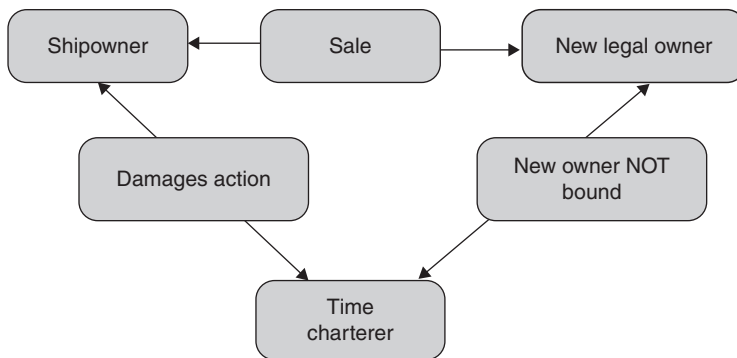 Shipowner
Sale
New legal owner
Damages action
New owner NOT
bound
Time
charterer